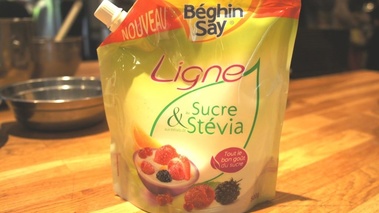 NOUVEAU
Béghin
Say
Ligne
Sucre
& Stévia
Tout le
bon goût
du sucre